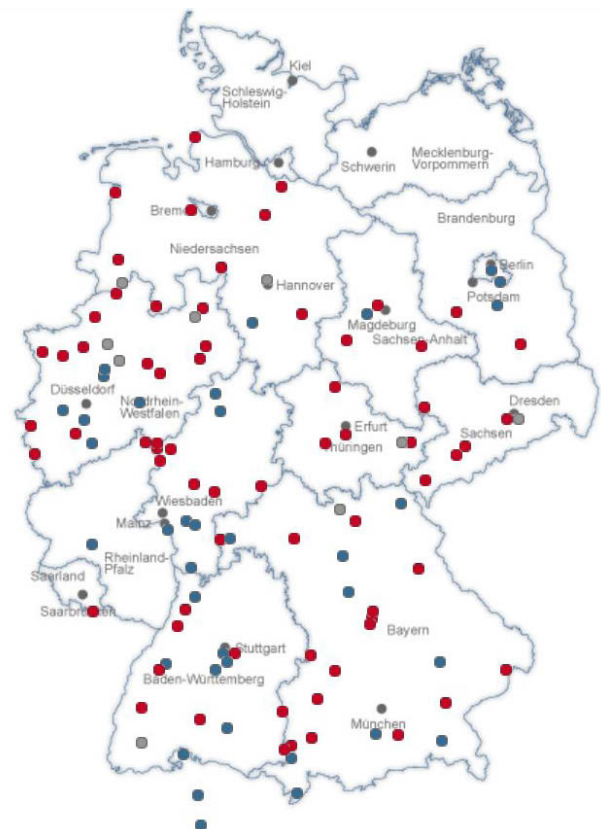 Kiel
Schleswig-
Holstein
Hamburg
Schwerin
Mecklenburg-
Vorpommern
Breme
Brandenburg
Niedersachsen
Berlin
Hannover
Potsdam
Magdeburg
Sachsen-Anhalt
Düsseldorf
Nordrhein-
Westfalen
Dresden
Erfurt
Thüringen
Sachsen
Wiesbaden
Mainz
Rheinland-
Pfalz
Saarland
Saarbrücken
Bayern
Stuttgart
Baden-Württemberg
München